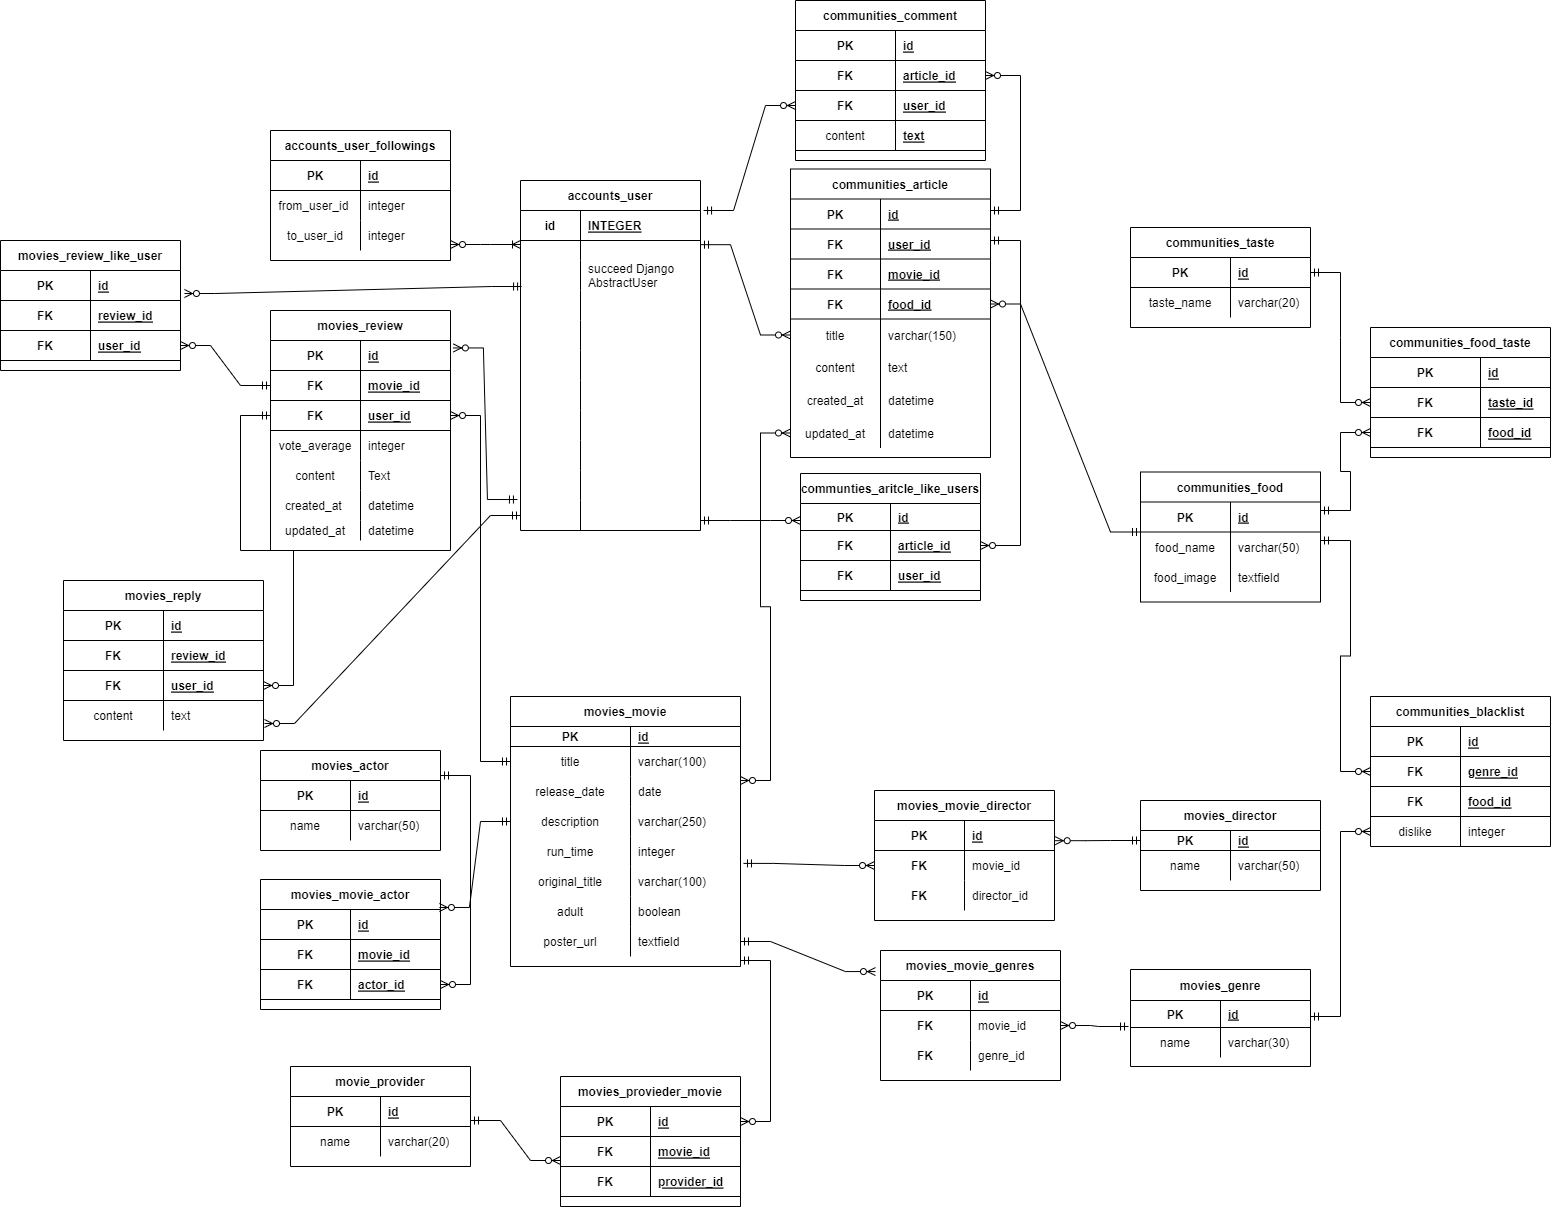 communities_comment
PK id
FK article_id
FK user_id
content text
accounts_user_followings
PK id
from_user_id integer
to_user_id integer
accounts_user
id INTEGER
succeed Django
AbstractUser
communities_article
PK id
FK user_id
FK movie_id
FK food_id
title varchar(150)
content text
created_at datetime
updated_at datetime
communities_taste
PK id
taste_name varchar(20)
movies_review_like_user
PK id
FK review_id
FK user_id
movies_review
PK id
FK movie_id
FK user_id
vote_average integer
content Text
created_at datetime
updated_at datetime
communities_food_taste
PK id
FK taste_id
FK food_id
communties_aritcle_like_users
PK id
FK article_id
FK user_id
communities_food
PK id
food_name varchar(50)
food_image textfield
movies_reply
PK id
FK review_id
FK user_id
content text
movies_movie
PK id
title varchar(100)
release_date date
description varchar(250)
run_time integer
original_title varchar(100)
adult boolean
poster_url textfield
communities_blacklist
PK id
FK genre_id
FK food_id
dislike integer
movies_actor
PK id
name varchar(50)
movies_movie_director
PK id
FK movie_id
FK director_id
movies_director
PK id
name varchar(50)
movies_movie_actor
PK id
FK movie_id
FK actor_id
movies_movie_genres
PK id
FK movie_id
FK genre_id
movies_genre
PK id
name varchar(30)
movie_provider
PK id
name varchar(20)
movies_provieder_movie
PK id
FK movie_id
FK provider_id